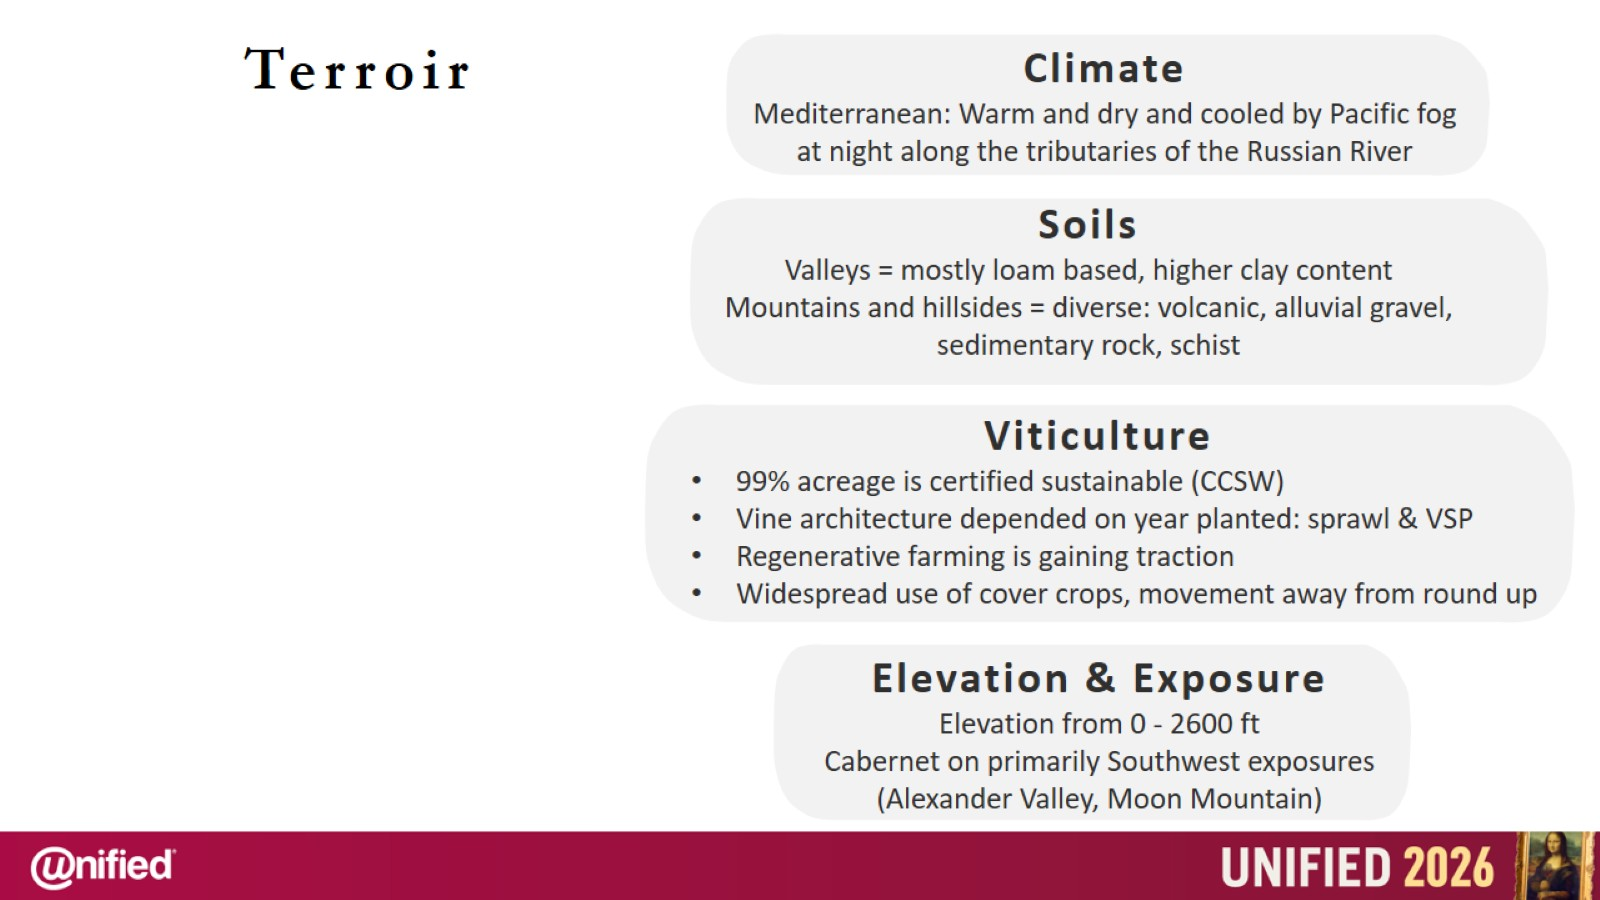 Terroir
Climate
Mediterranean: Warm and dry and cooled by Pacific fog
at night along the tributaries of the Russian River
Soils
Valleys = mostly loam based, higher clay content
Mountains and hillsides = diverse: volcanic, alluvial gravel,
sedimentary rock, schist
Viticulture
• 99% acreage is certified sustainable (CCSW)
• Vine architecture depended on year planted: sprawl & VSP
• Regenerative farming is gaining traction
• Widespread use of cover crops, movement away from round up
Elevation & Exposure
Elevation from 0 - 2600 ft
Cabernet on primarily Southwest exposures
(Alexander Valley, Moon Mountain)
unified
UNIFIED 2026